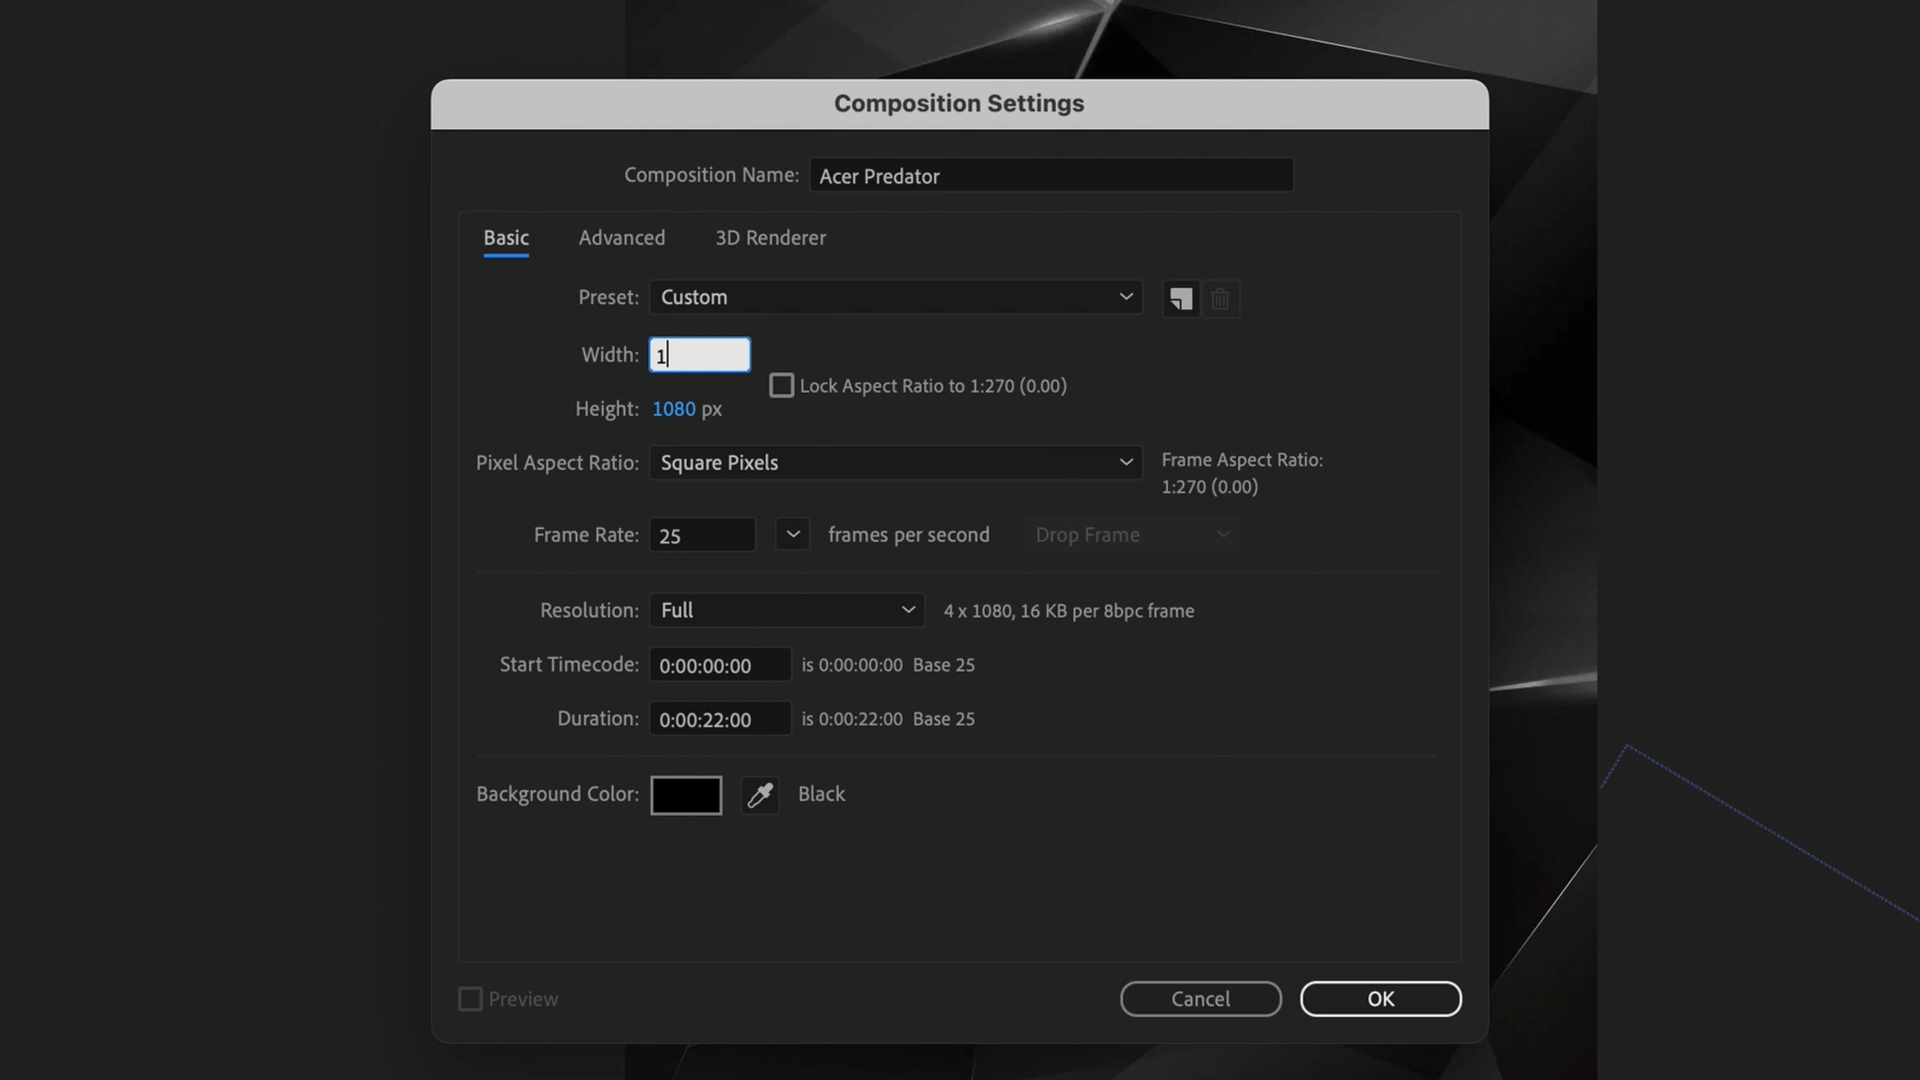 Composition Settings
Composition Name: Acer Predator
Basic Advanced 3D Renderer
Preset: Custom
Width: 1
Lock Aspect Ratio to 1:270 (0.00)
Height: 1080 px
Pixel Aspect Ratio: Square Pixels
Frame Aspect Ratio:
1:270 (0.00)
Frame Rate: 25 frames per second Drop Frame
Resolution: Full 4 x 1080, 16 KB per 8bpc frame
Start Timecode: 0:00:00:00 is 0:00:00:00 Base 25
Duration: 0:00:22:00 is 0:00:22:00 Base 25
Background Color: Black
Preview Cancel OK